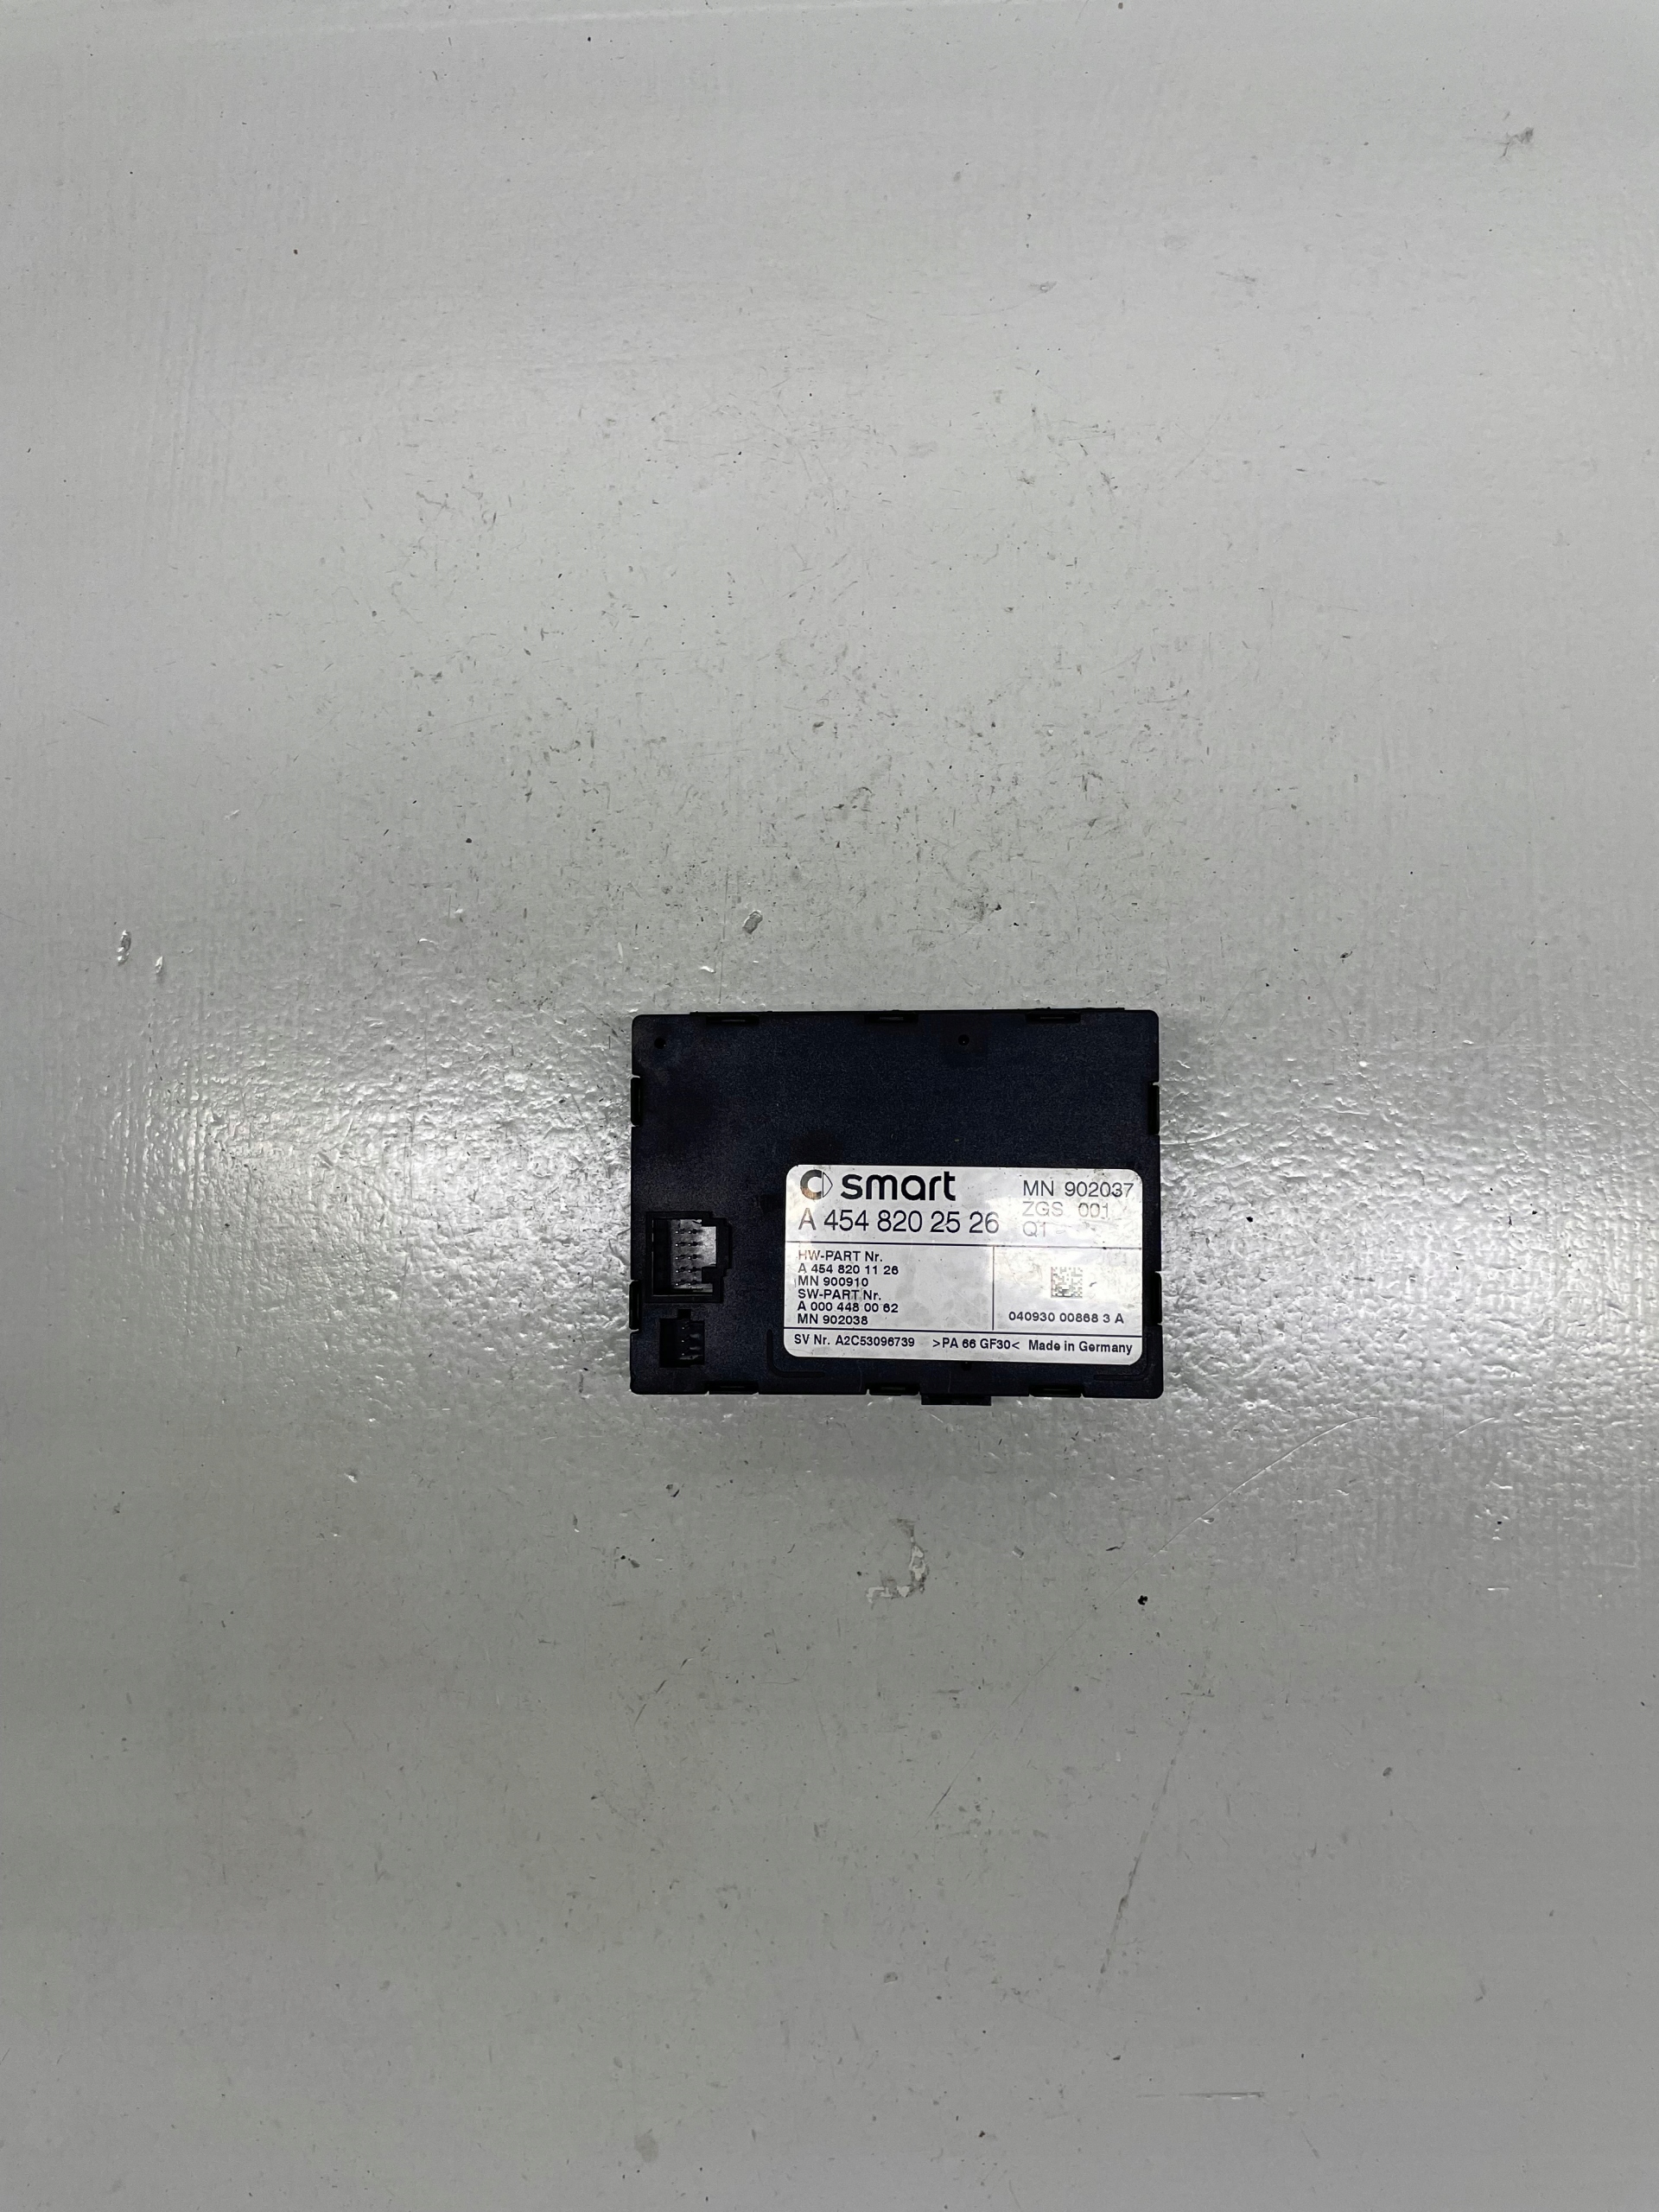 smart
MN 902037
A 454 820 25 26
ZGS 001
Q1
HW-PART Nr.
A 454 820 11 26
MN 900910
SW-PART Nr.
A 000 448 00 62
MN 902038
040930 00868 3 A
SV Nr. A2C53096739 >PA 66 GF30< Made in Germany